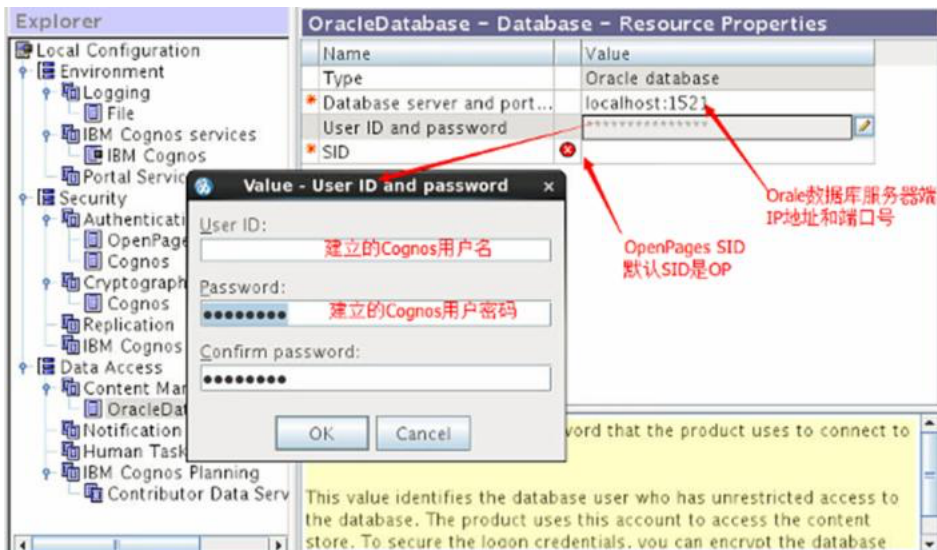 Explorer
Local Configuration
Environment
Logging
File
IBM Cognos services
IBM Cognos
Portal Servic
Security
Authenticati
OpenPage
Cognos
Cryptograph
Cognos
Replication
IBM Cognos
Data Access
Content Mar
OracleDat
Notification
Human Task
IBM Cognos Planning
Contributor Data Serv
OracleDatabase - Database - Resource Properties
Name Value
Type Oracle database
* Database server and port... localhost:1521
User ID and password ***************
* SID
Orale数据库服务器端
IP地址和端口号
OpenPages SID
默认SID是OP
Value - User ID and password ×
User ID:
建立的Cognos用户名
Password:
●●●●●●●● 建立的Cognos用户密码
Confirm password:
●●●●●●●●
OK Cancel
word that the product uses to connect to
This value identifies the database user who has unrestricted access to
the database. The product uses this account to access the content
store. To secure the logon credentials, you can encrypt the database